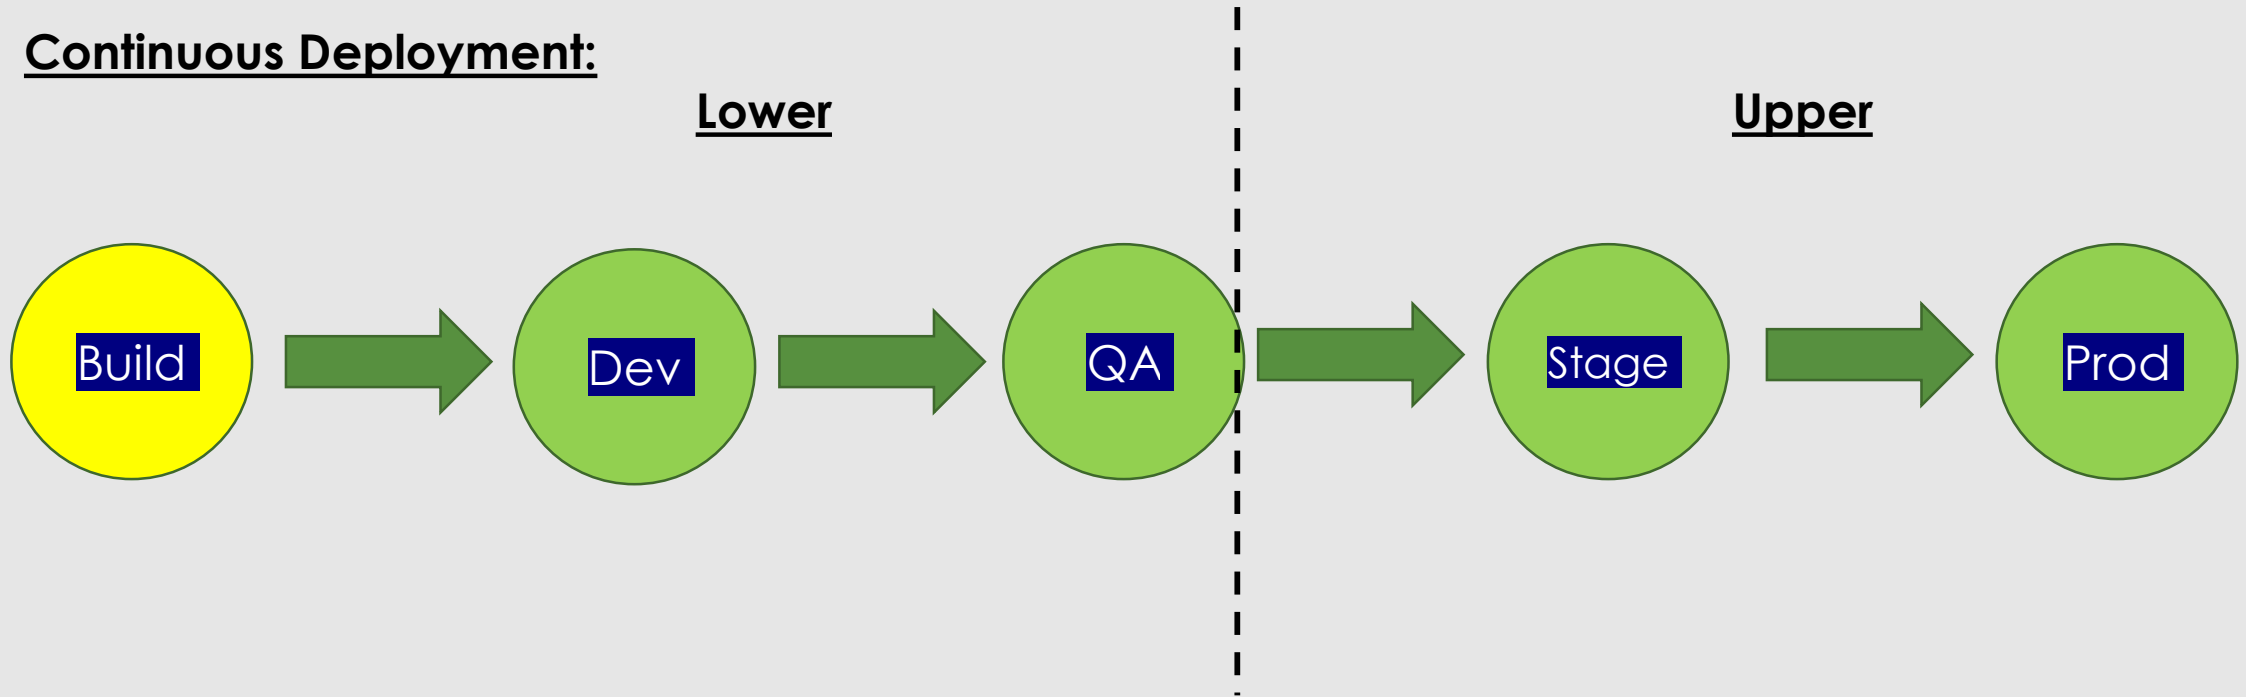 Continuous Deployment:
Lower
Upper
Build
Dev
QA
Stage
Prod